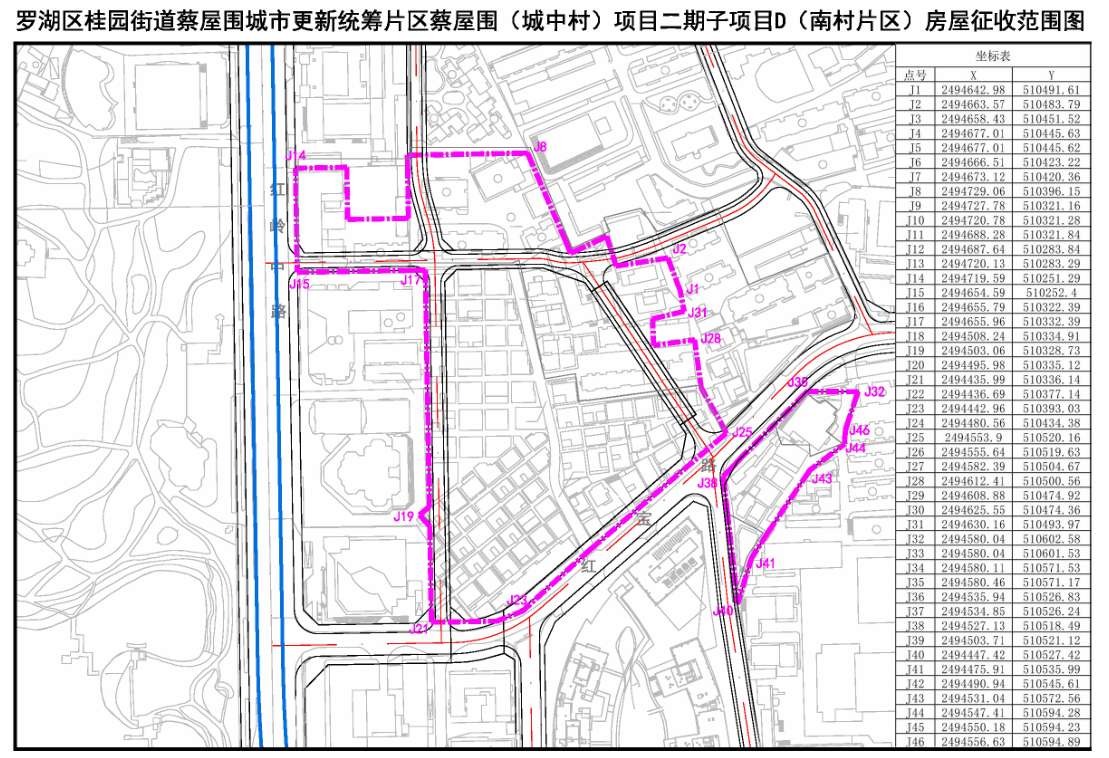 罗湖区桂园街道蔡屋围城市更新统筹片区蔡屋围（城中村）项目二期子项目D（南村片区）房屋征收范围图
坐标表
点号 X Y
J1 2494642.98 510491.61
J2 2494663.57 510483.79
J3 2494658.43 510451.52
J4 2494677.01 510445.63
J5 2494677.01 510445.62
J6 2494666.51 510423.22
J7 2494673.12 510420.36
J8 2494729.06 510396.15
J9 2494727.78 510321.16
J10 2494720.78 510321.28
J11 2494688.28 510321.84
J12 2494687.64 510283.84
J13 2494720.13 510283.29
J14 2494719.59 510251.29
J15 2494654.59 510252.4
J16 2494655.79 510322.39
J17 2494655.96 510332.39
J18 2494508.24 510334.91
J19 2494503.06 510328.73
J20 2494495.98 510335.12
J21 2494435.99 510336.14
J22 2494436.69 510377.14
J23 2494442.96 510393.03
J24 2494480.56 510434.38
J25 2494553.9 510520.16
J26 2494555.64 510519.63
J27 2494582.39 510504.67
J28 2494612.41 510500.56
J29 2494608.88 510474.92
J30 2494625.55 510474.36
J31 2494630.16 510493.97
J32 2494580.04 510602.58
J33 2494580.04 510601.53
J34 2494580.11 510571.53
J35 2494580.46 510571.17
J36 2494535.94 510526.83
J37 2494534.85 510526.24
J38 2494527.13 510518.49
J39 2494503.71 510521.12
J40 2494447.42 510527.42
J41 2494475.91 510535.99
J42 2494490.94 510545.61
J43 2494531.04 510572.56
J44 2494547.41 510594.28
J45 2494550.18 510594.23
J46 2494556.63 510594.89
J8
J14
红
岭
路
J2
J15
J17
J1
J31
J28
J35
J32
J25
J46
J44
路
J38
J43
J19
宝
J41
红
J23
J40
J21